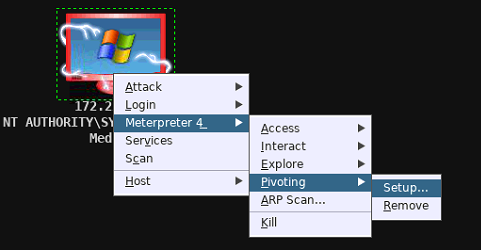 172.2
NT AUTHORITY\SY
Med
Attack
Login
Meterpreter 4
Services
Scan
Host
Access
Interact
Explore
Pivoting
ARP Scan...
Kill
Setup...
Remove